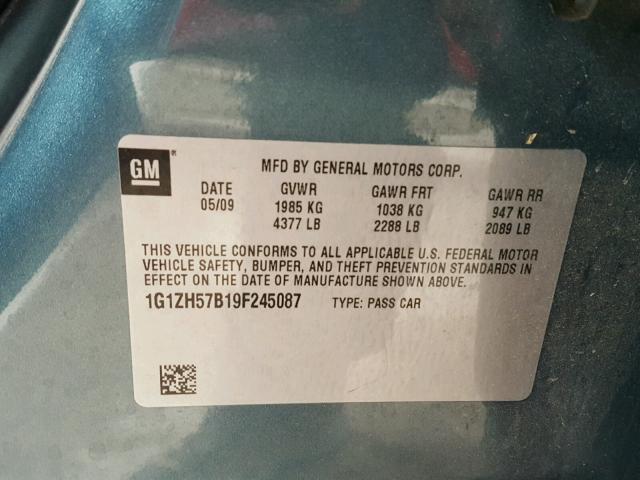 GM ®
MFD BY GENERAL MOTORS CORP.
DATE GVWR GAWR FRT GAWR RR
05/09 1985 KG 1038 KG 947 KG
4377 LB 2288 LB 2089 LB
THIS VEHICLE CONFORMS TO ALL APPLICABLE U.S. FEDERAL MOTOR
VEHICLE SAFETY, BUMPER, AND THEFT PREVENTION STANDARDS IN
EFFECT ON THE DATE OF MANUFACTURE SHOWN ABOVE.
1G1ZH57B19F245087 TYPE: PASS CAR